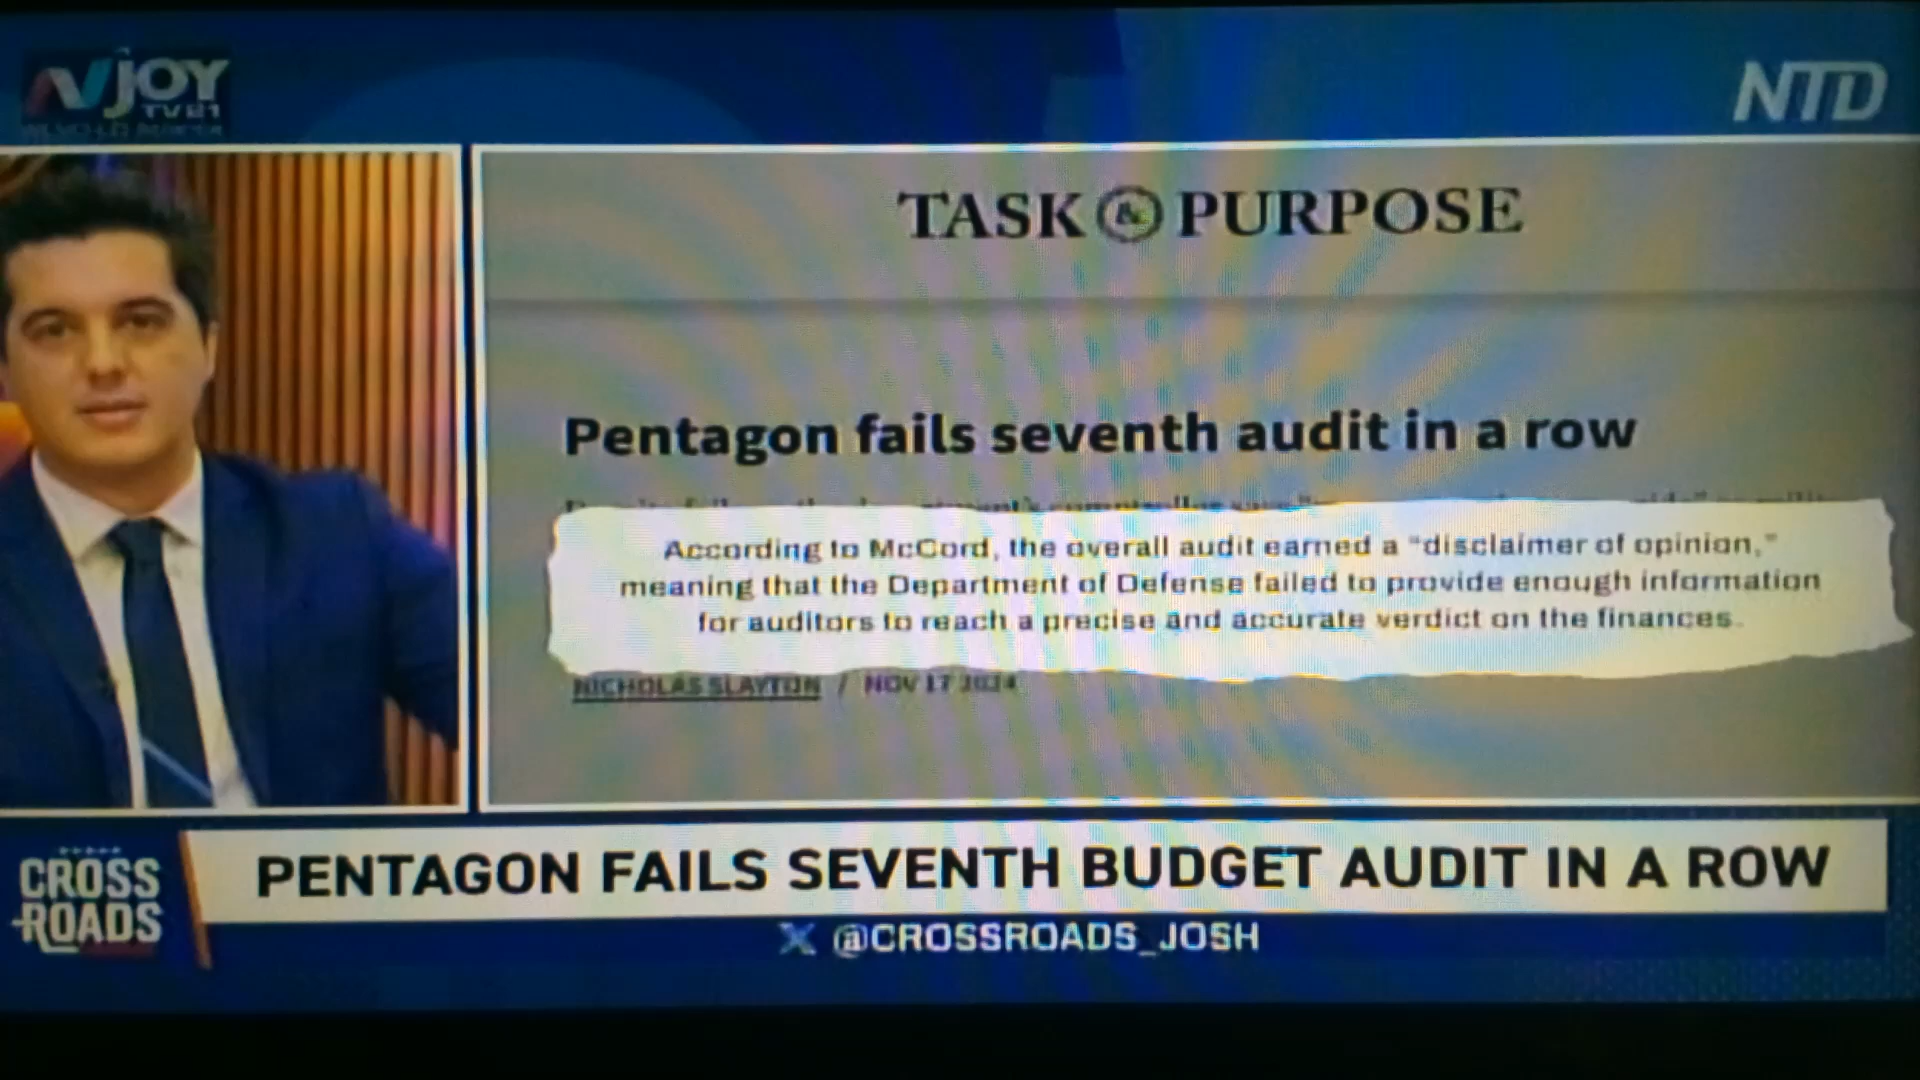 NJOY
TV81
NTD
TASK & PURPOSE
Pentagon fails seventh audit in a row
According to McCord, the overall audit earned a “disclaimer of opinion,”
meaning that the Department of Defense failed to provide enough information
for auditors to reach a precise and accurate verdict on the finances.
NICHOLAS SLAYTON / NOV 17 2024
CROSS
ROADS
PENTAGON FAILS SEVENTH BUDGET AUDIT IN A ROW
X @CROSSROADS_JOSH